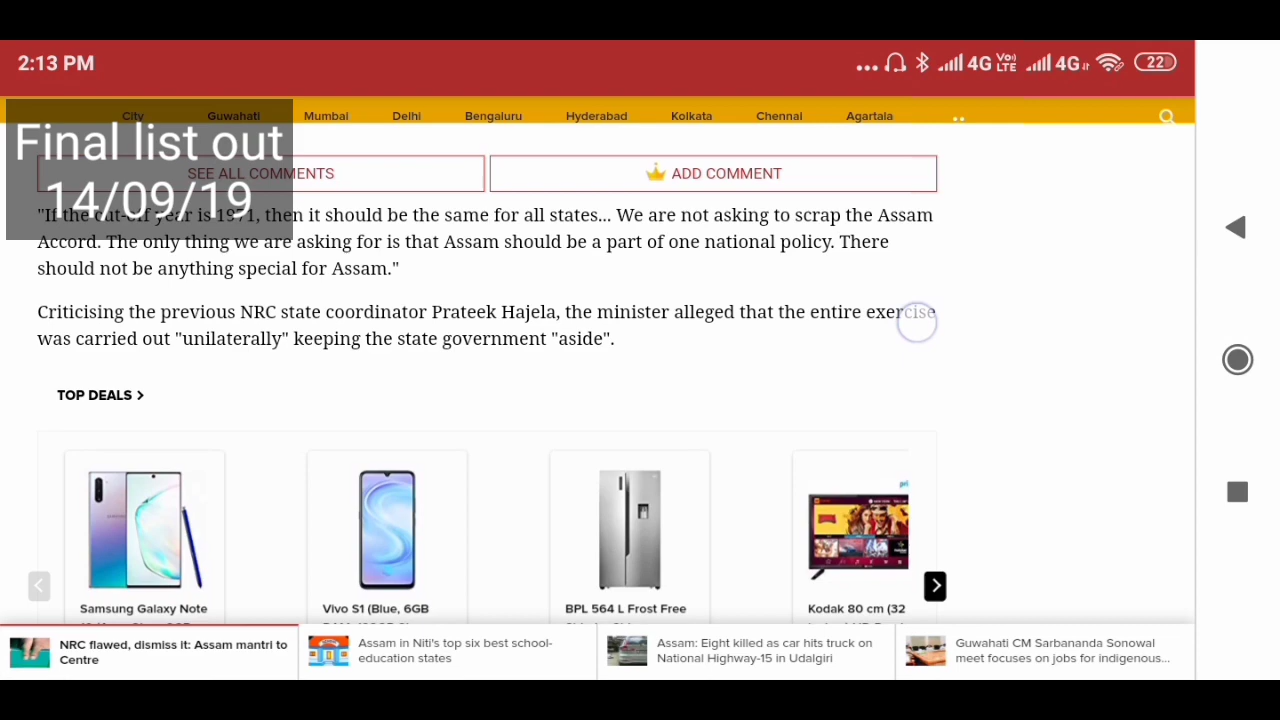 2:13 PM
4G VoLTE 4G 22
City Guwahati Mumbai Delhi Bengaluru Hyderabad Kolkata Chennai Agartala
Final list out
14/09/19
SEE ALL COMMENTS
ADD COMMENT
"If the cut-off year is 1971, then it should be the same for all states... We are not asking to scrap the Assam
Accord. The only thing we are asking for is that Assam should be a part of one national policy. There
should not be anything special for Assam."
Criticising the previous NRC state coordinator Prateek Hajela, the minister alleged that the entire exercise
was carried out "unilaterally" keeping the state government "aside".
TOP DEALS
Samsung Galaxy Note
Vivo S1 (Blue, 6GB
BPL 564 L Frost Free
Kodak 80 cm (32
NRC flawed, dismiss it: Assam mantri to
Centre
Assam in Niti's top six best school-
education states
Assam: Eight killed as car hits truck on
National Highway-15 in Udalgiri
Guwahati CM Sarbananda Sonowal
meet focuses on jobs for indigenous...